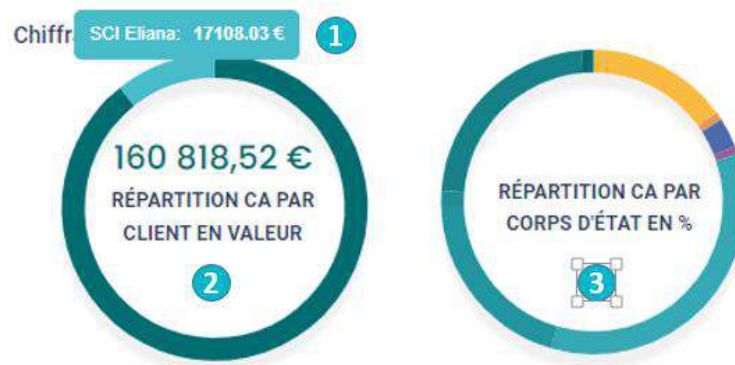 Chiffr
SCI Eliana: 17108.03 €
1
160 818,52 €
RÉPARTITION CA PAR
CLIENT EN VALEUR
2
RÉPARTITION CA PAR
CORPS D'ÉTAT EN %
3